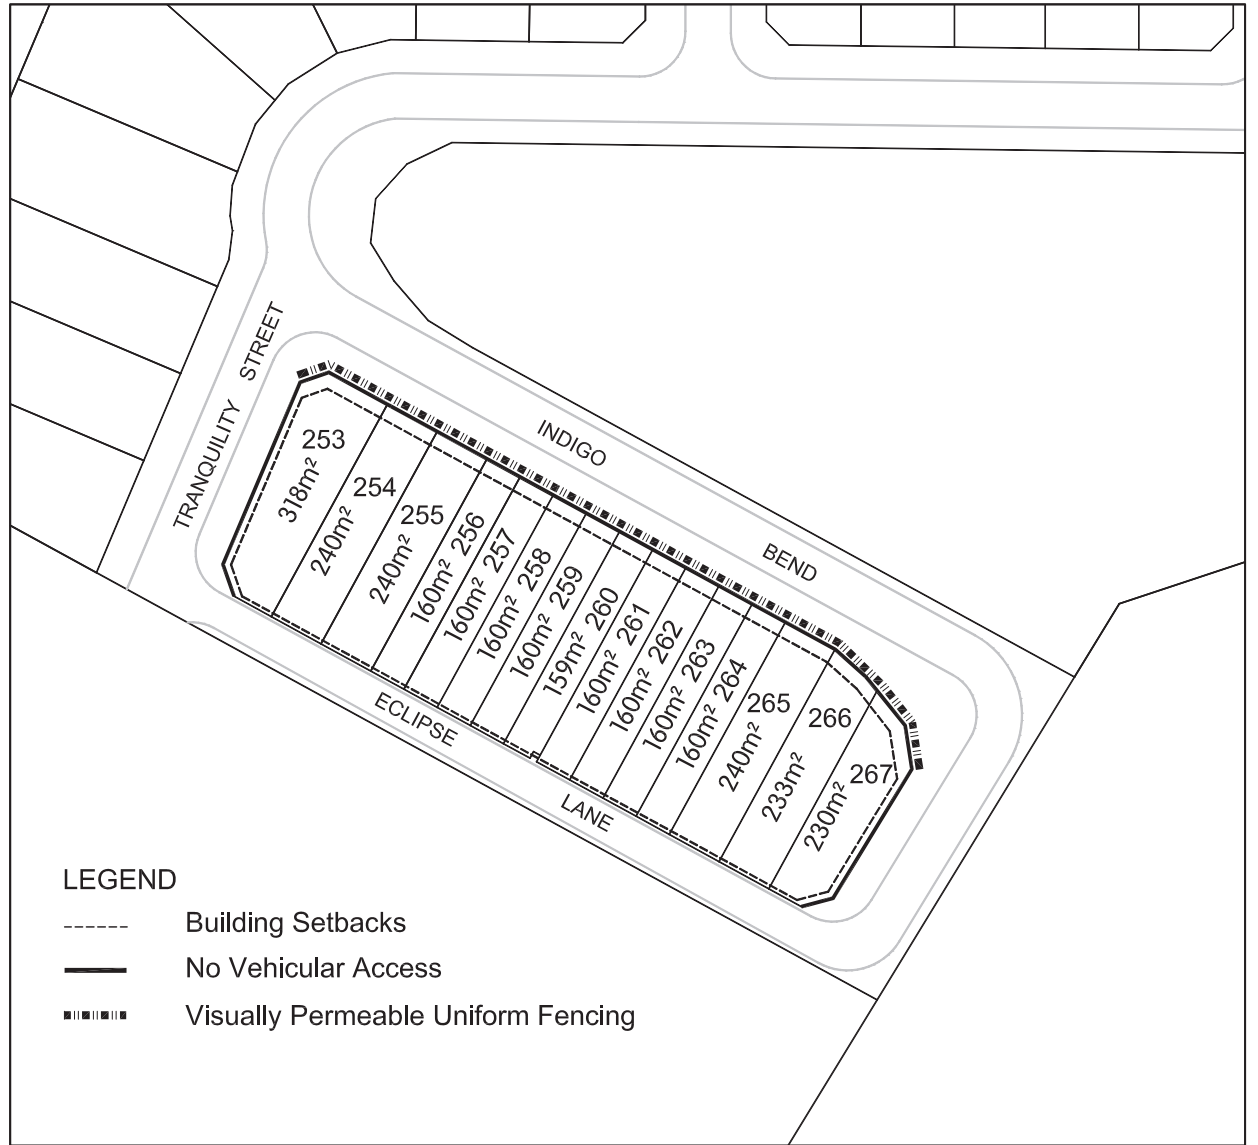 TRANQUILITY STREET
INDIGO BEND
253
318m²
254
240m²
255
240m²
256
160m²
257
160m²
258
160m²
259
160m²
260
159m²
261
160m²
262
160m²
263
160m²
264
160m²
265
240m²
266
233m²
267
230m²
ECLIPSE LANE
LEGEND
Building Setbacks
No Vehicular Access
Visually Permeable Uniform Fencing